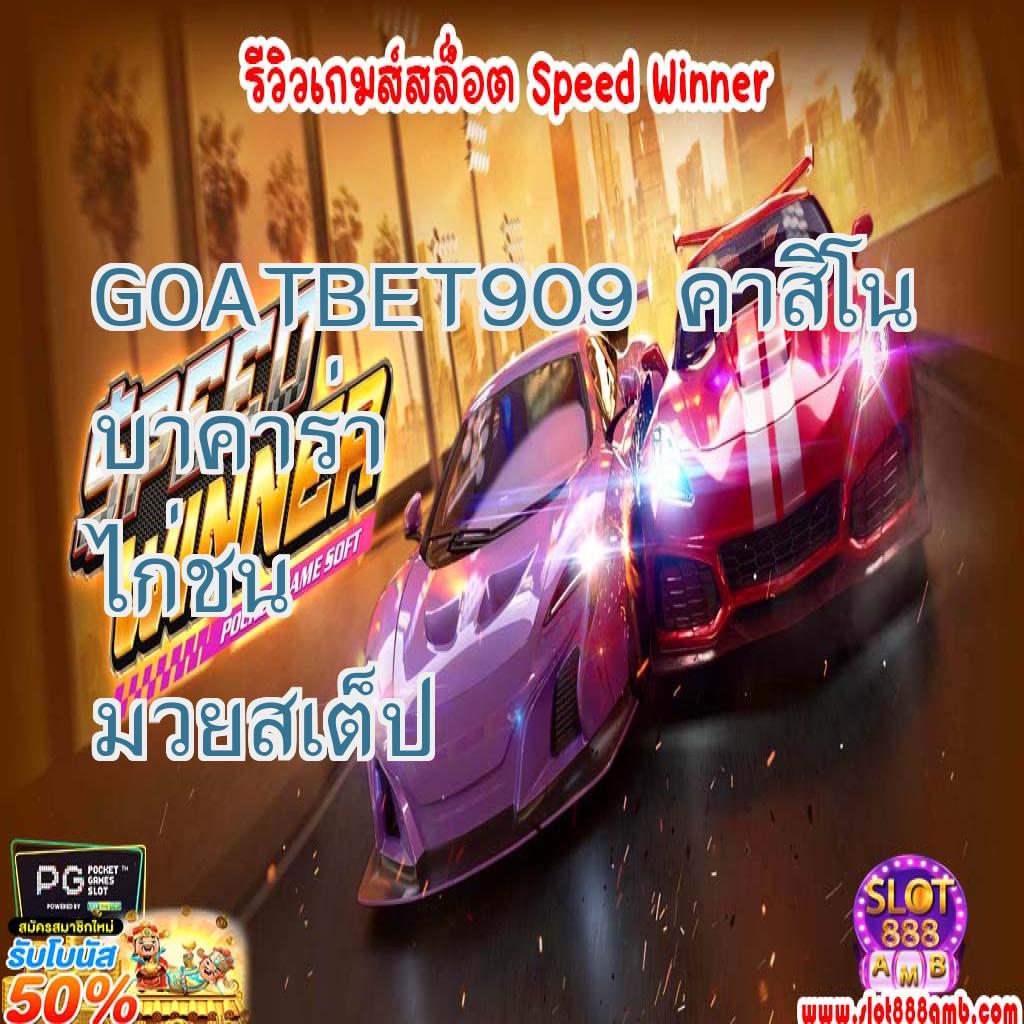 รีวิวเกมส์สล็อต Speed Winner
GOATBET909 คาสิโน
SPEED
บ้าคาร่า
WINNER
ไก่ชน
มวยสเต็ป
PG POCKET GAMES SLOT
POWERED BY
สมัครสมาชิกใหม่
รับโบนัส
50%
SLOT
888
AMB
www.slot888amb.com